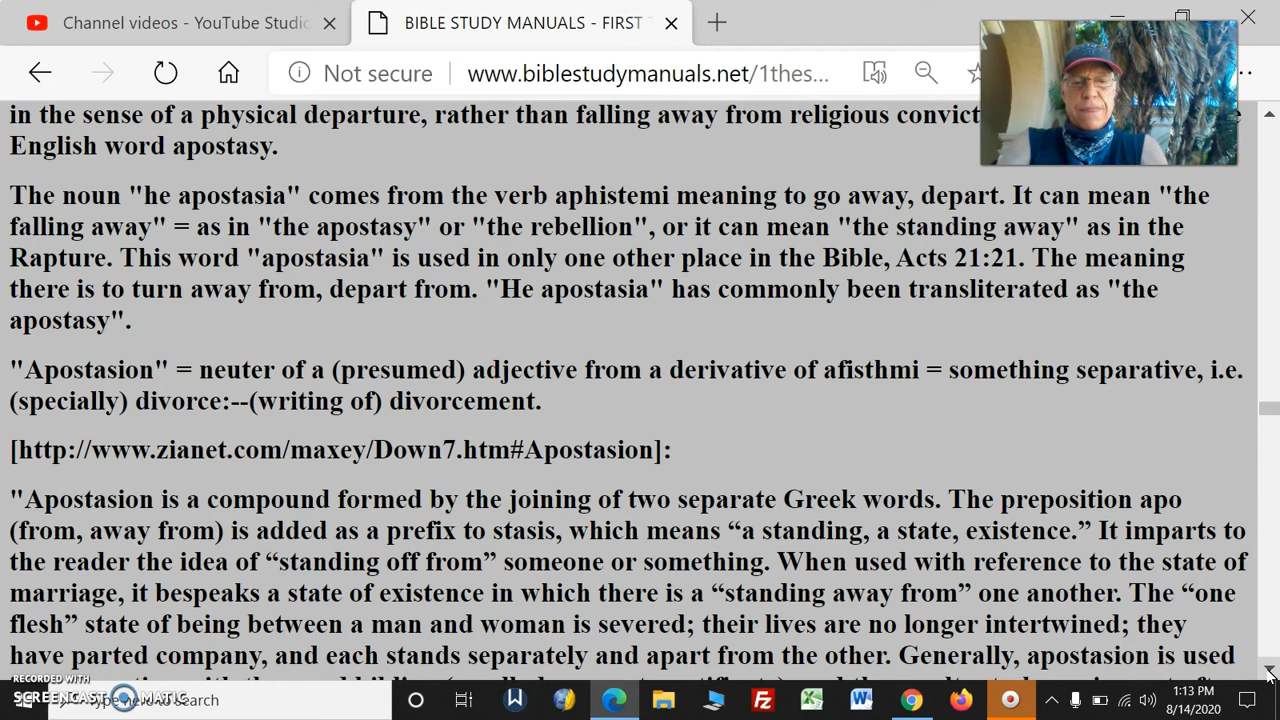 Channel videos - YouTube Studio
BIBLE STUDY MANUALS - FIRST
Not secure
www.biblestudymanuals.net/1thes...
in the sense of a physical departure, rather than falling away from religious convic
English word apostasy.
The noun "he apostasia" comes from the verb aphistemi meaning to go away, depart. It can mean "the
falling away" = as in "the apostasy" or "the rebellion", or it can mean "the standing away" as in the
Rapture. This word "apostasia" is used in only one other place in the Bible, Acts 21:21. The meaning
there is to turn away from, depart from. "He apostasia" has commonly been transliterated as "the
apostasy".
"Apostasion" = neuter of a (presumed) adjective from a derivative of afisthmi = something separative, i.e.
(specially) divorce:--(writing of) divorcement.
[http://www.zianet.com/maxey/Down7.htm#Apostasion]:
"Apostasion is a compound formed by the joining of two separate Greek words. The preposition apo
(from, away from) is added as a prefix to stasis, which means “a standing, a state, existence.” It imparts to
the reader the idea of “standing off from” someone or something. When used with reference to the state of
marriage, it bespeaks a state of existence in which there is a “standing away from” one another. The “one
flesh” state of being between a man and woman is severed; their lives are no longer intertwined; they
have parted company, and each stands separately and apart from the other. Generally, apostasion is used
RECORDED WITH
SCREENCAST MATIC
Type here to search
1:13 PM
8/14/2020